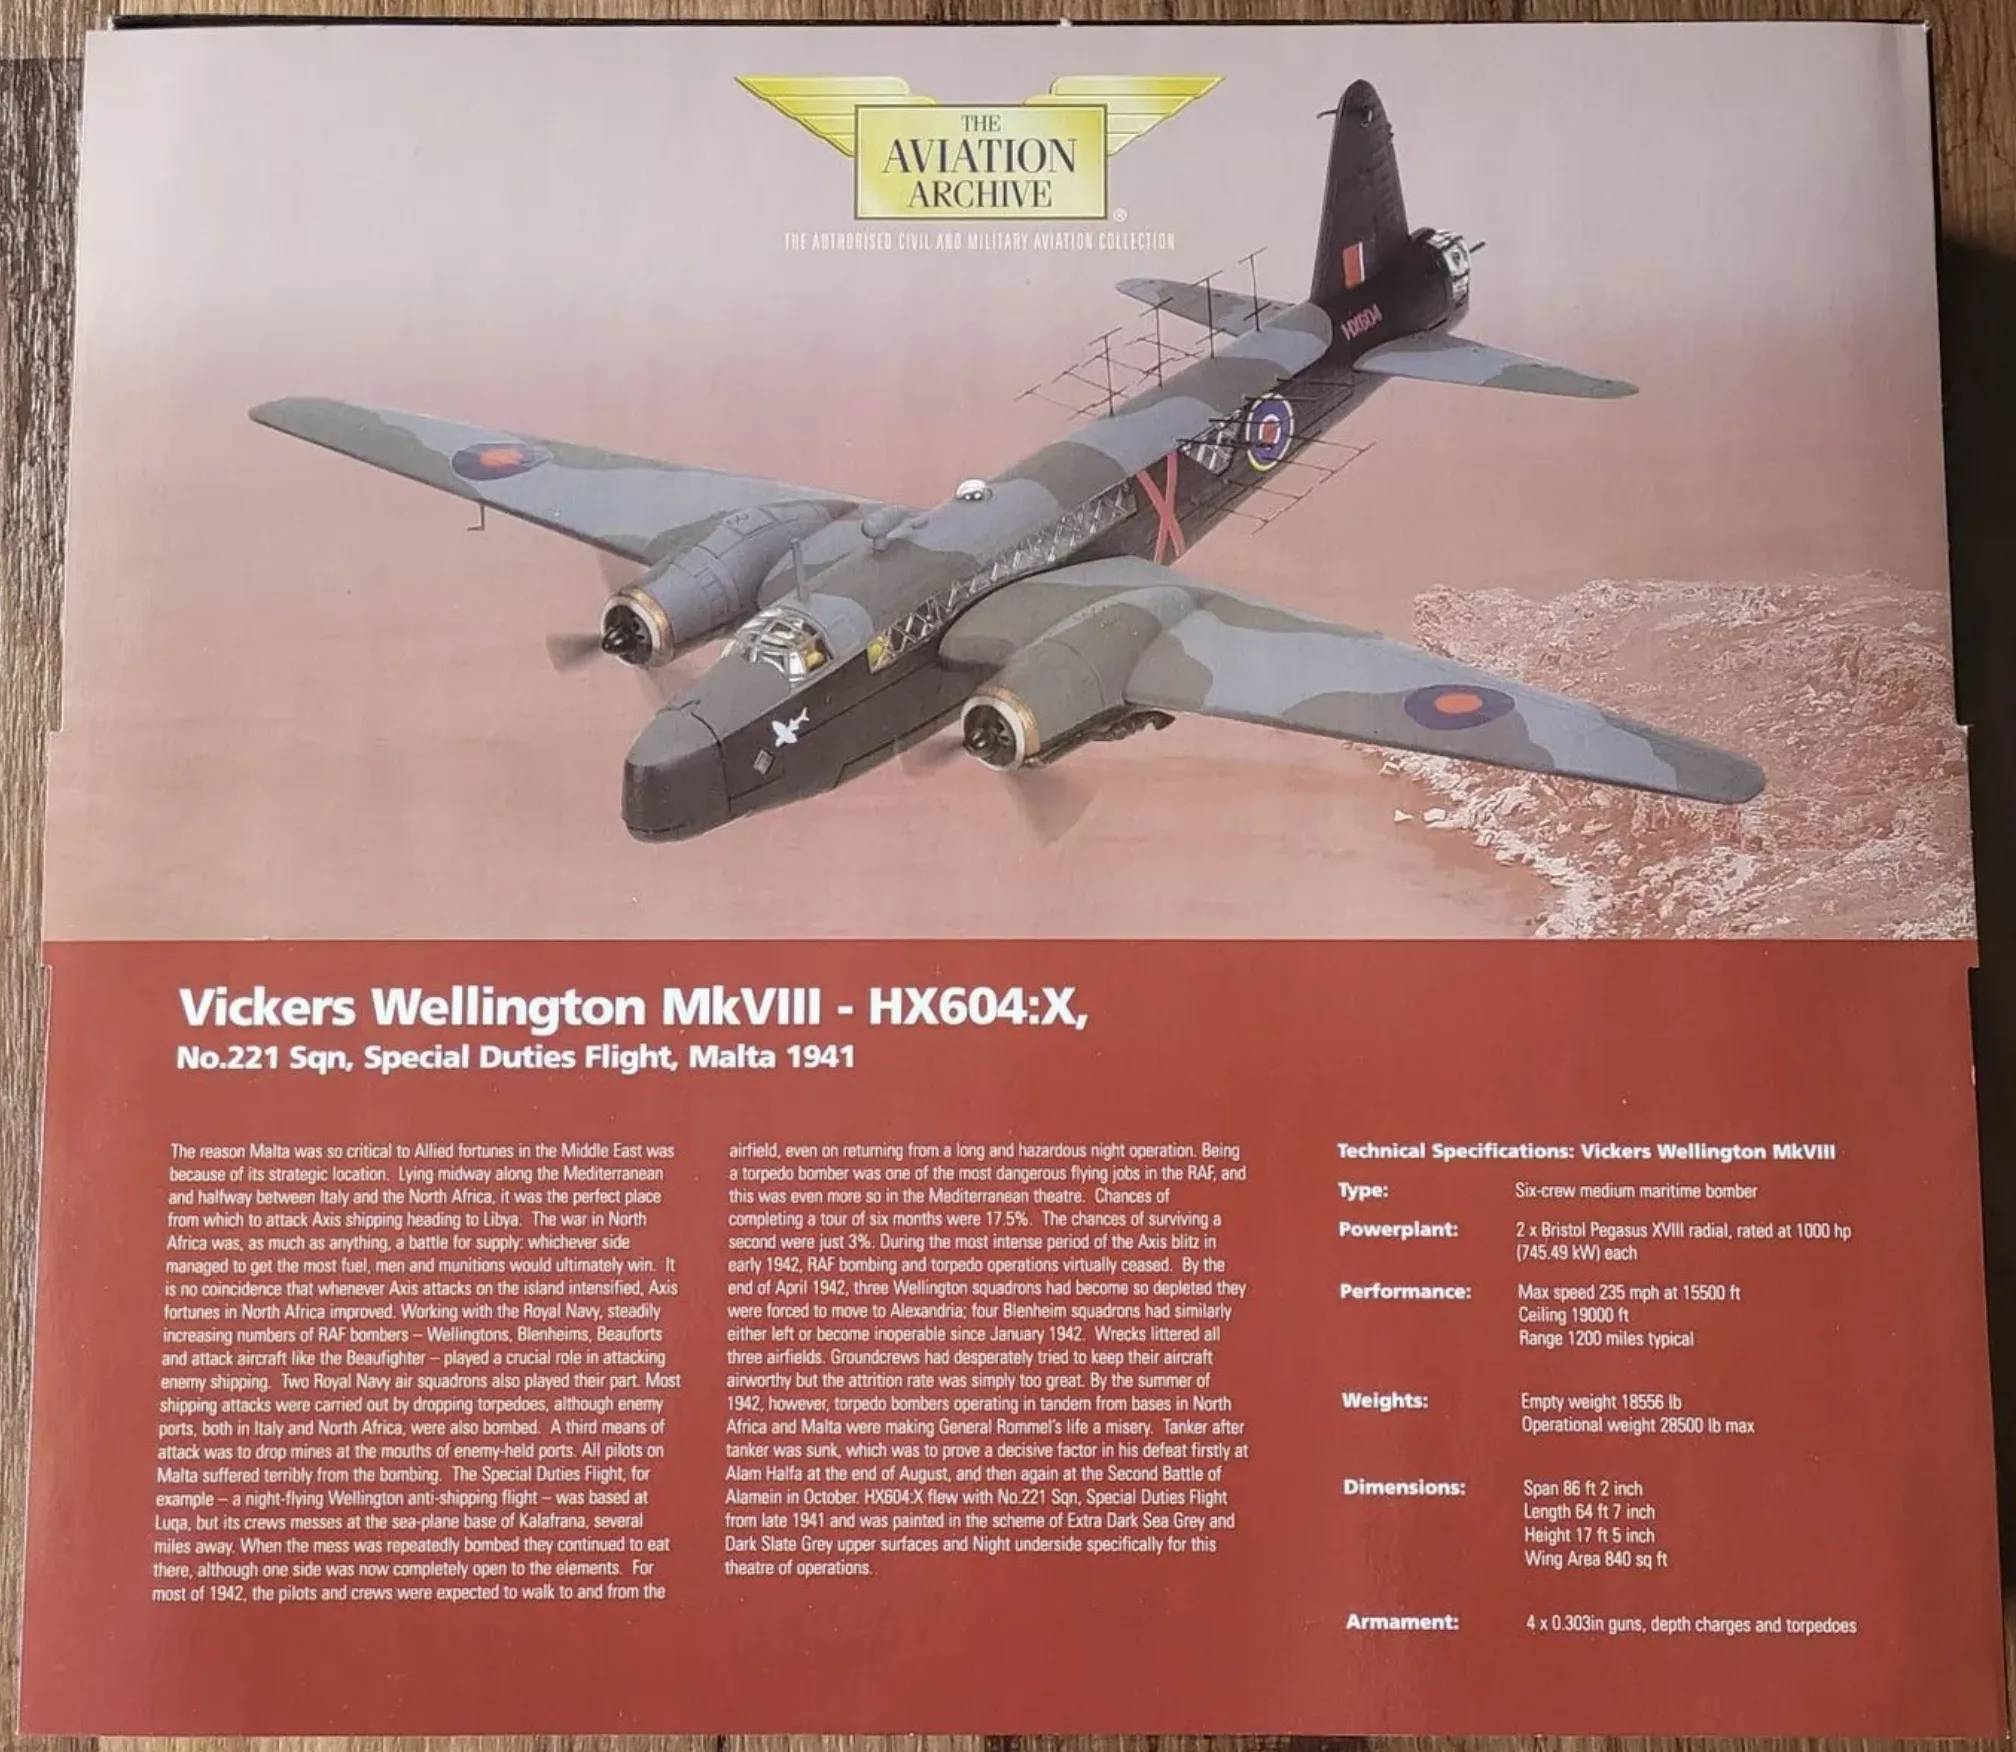 THE
AVIATION
ARCHIVE
®
THE AUTHORISED CIVIL AND MILITARY AVIATION COLLECTION
HX604
X
Vickers Wellington MkVIII - HX604:X,
No.221 Sqn, Special Duties Flight, Malta 1941
The reason Malta was so critical to Allied fortunes in the Middle East was
because of its strategic location. Lying midway along the Mediterranean
and halfway between Italy and the North Africa, it was the perfect place
from which to attack Axis shipping heading to Libya. The war in North
Africa was, as much as anything, a battle for supply: whichever side
managed to get the most fuel, men and munitions would ultimately win. It
is no coincidence that whenever Axis attacks on the island intensified, Axis
fortunes in North Africa improved. Working with the Royal Navy, steadily
increasing numbers of RAF bombers – Wellingtons, Blenheims, Beauforts
and attack aircraft like the Beaufighter – played a crucial role in attacking
enemy shipping. Two Royal Navy air squadrons also played their part. Most
shipping attacks were carried out by dropping torpedoes, although enemy
ports, both in Italy and North Africa, were also bombed. A third means of
attack was to drop mines at the mouths of enemy-held ports. All pilots on
Malta suffered terribly from the bombing. The Special Duties Flight, for
example – a night-flying Wellington anti-shipping flight – was based at
Luqa, but its crews messes at the sea-plane base of Kalafrana, several
miles away. When the mess was repeatedly bombed they continued to eat
there, although one side was now completely open to the elements. For
most of 1942, the pilots and crews were expected to walk to and from the
airfield, even on returning from a long and hazardous night operation. Being
a torpedo bomber was one of the most dangerous flying jobs in the RAF, and
this was even more so in the Mediterranean theatre. Chances of
completing a tour of six months were 17.5%. The chances of surviving a
second were just 3%. During the most intense period of the Axis blitz in
early 1942, RAF bombing and torpedo operations virtually ceased. By the
end of April 1942, three Wellington squadrons had become so depleted they
were forced to move to Alexandria; four Blenheim squadrons had similarly
either left or become inoperable since January 1942. Wrecks littered all
three airfields. Groundcrews had desperately tried to keep their aircraft
airworthy but the attrition rate was simply too great. By the summer of
1942, however, torpedo bombers operating in tandem from bases in North
Africa and Malta were making General Rommel's life a misery. Tanker after
tanker was sunk, which was to prove a decisive factor in his defeat firstly at
Alam Halfa at the end of August, and then again at the Second Battle of
Alamein in October. HX604:X flew with No.221 Sqn, Special Duties Flight
from late 1941 and was painted in the scheme of Extra Dark Sea Grey and
Dark Slate Grey upper surfaces and Night underside specifically for this
theatre of operations.
Technical Specifications: Vickers Wellington MkVIII
Type: Six-crew medium maritime bomber
Powerplant: 2 x Bristol Pegasus XVIII radial, rated at 1000 hp
(745.49 kW) each
Performance: Max speed 235 mph at 15500 ft
Ceiling 19000 ft
Range 1200 miles typical
Weights: Empty weight 18556 lb
Operational weight 28500 lb max
Dimensions: Span 86 ft 2 inch
Length 64 ft 7 inch
Height 17 ft 5 inch
Wing Area 840 sq ft
Armament: 4 x 0.303in guns, depth charges and torpedoes